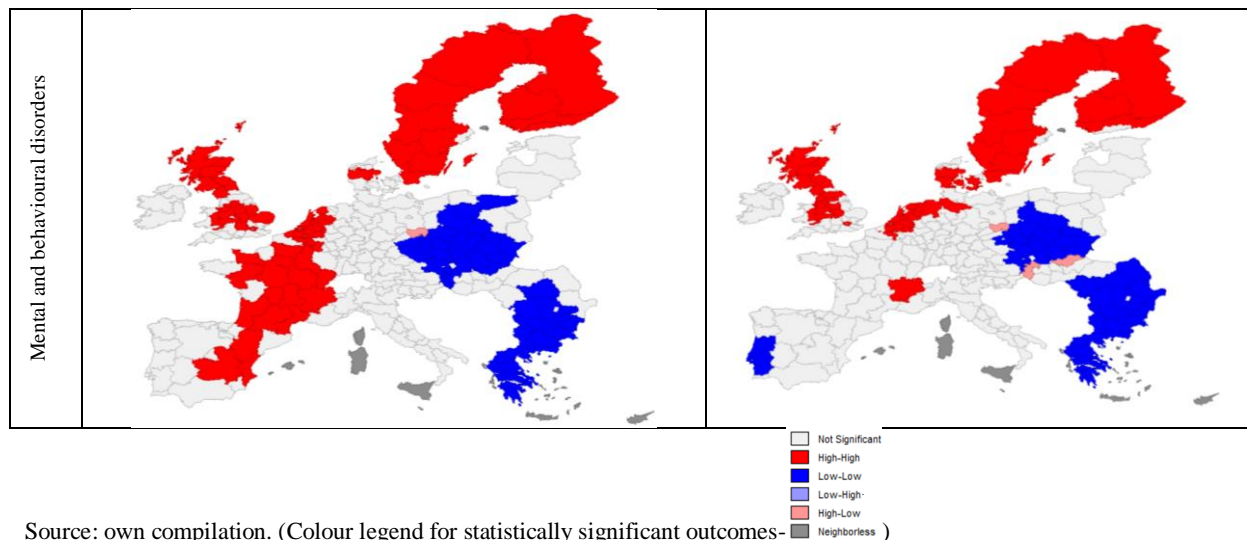 Mental and behavioural disorders
Not Significant
High-High
Low-Low
Low-High
High-Low
Neighborless
Source: own compilation. (Colour legend for statistically significant outcomes- )